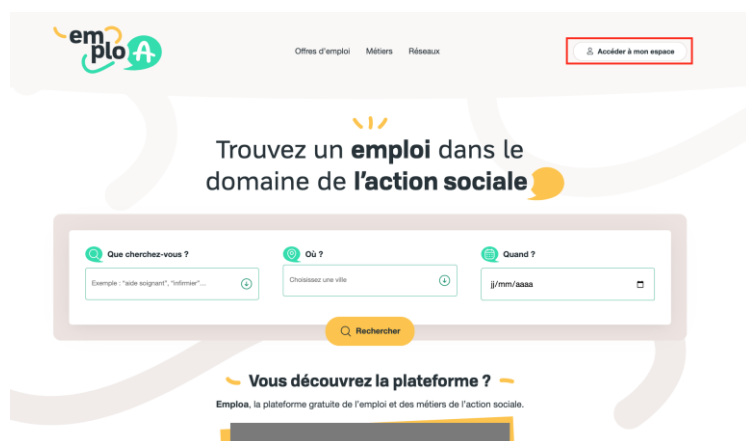 em
plo A
Offres d'emploi Métiers Réseaux
Accéder à mon espace
Trouvez un emploi dans le
domaine de l'action sociale
Que cherchez-vous ?
Où ?
Quand ?
Exemple : "aide soignant", "infirmier"...
Choisissez une ville
jj/mm/aaaa
Rechercher
Vous découvrez la plateforme ?
Emploa, la plateforme gratuite de l'emploi et des métiers de l'action sociale.